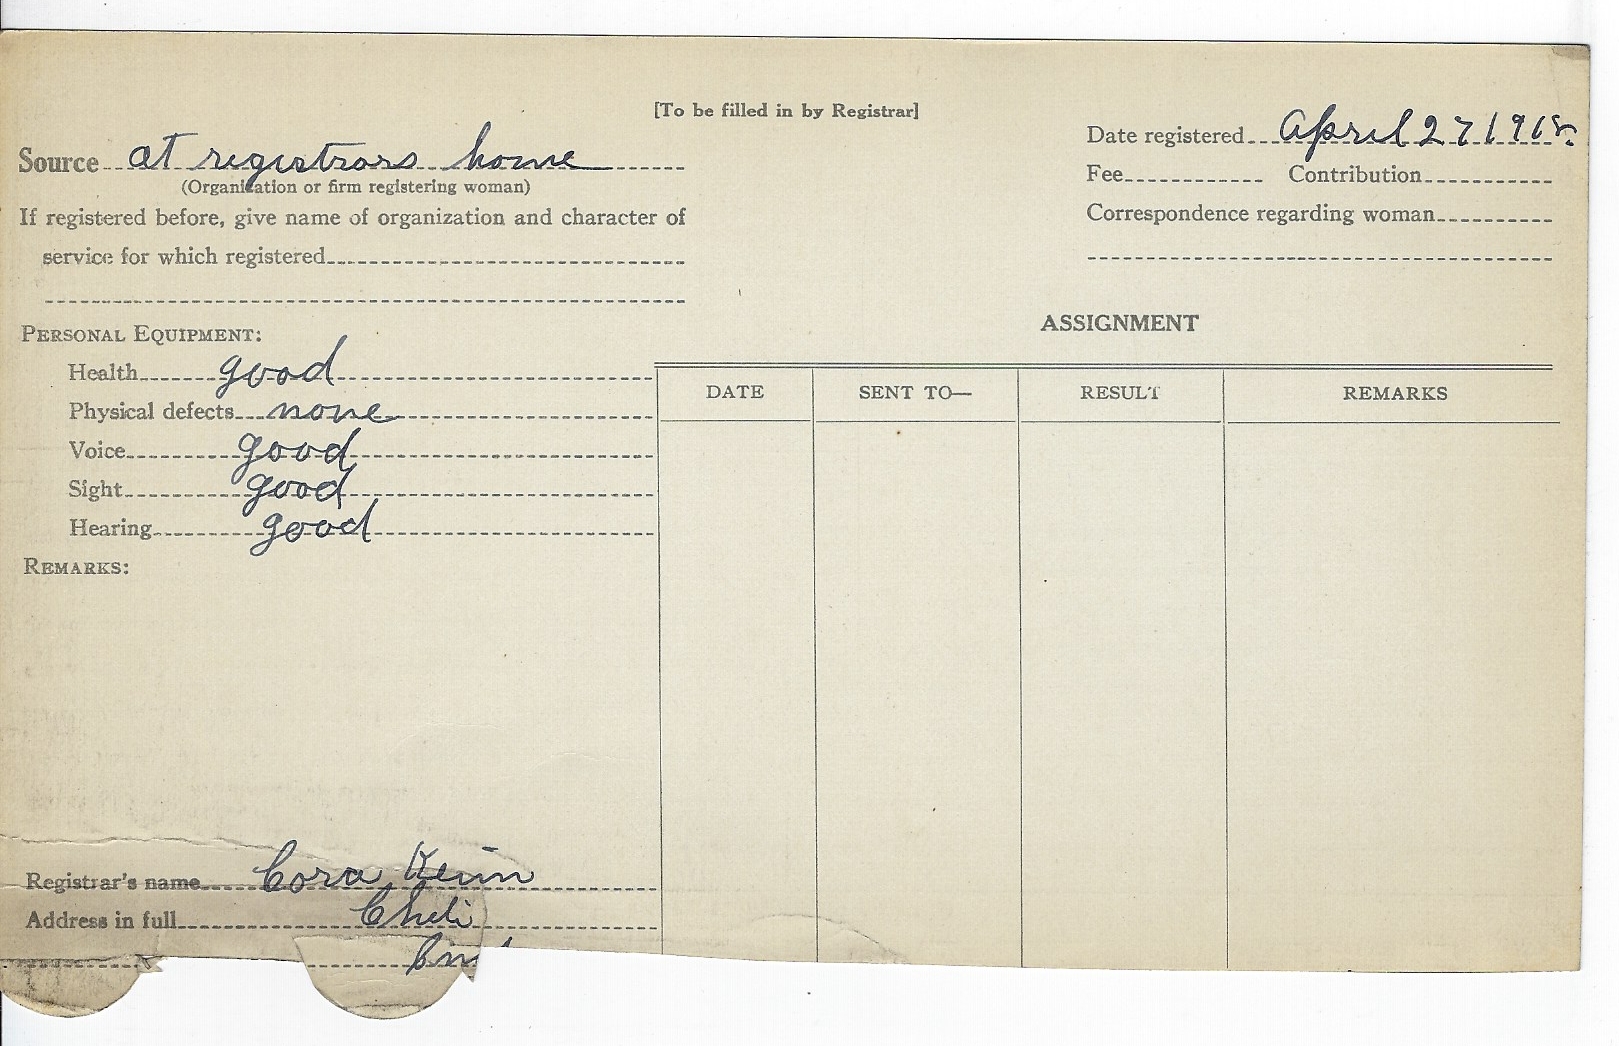 [To be filled in by Registrar]
Date registered April 27 1918.
Source at registrars home
(Organization or firm registering woman)
Fee Contribution
If registered before, give name of organization and character of
service for which registered
Correspondence regarding woman
PERSONAL EQUIPMENT:
Health good
Physical defects none
Voice good
Sight good
Hearing good
REMARKS:
ASSIGNMENT
DATE SENT TO— RESULT REMARKS
Registrar's name Cora
Address in full